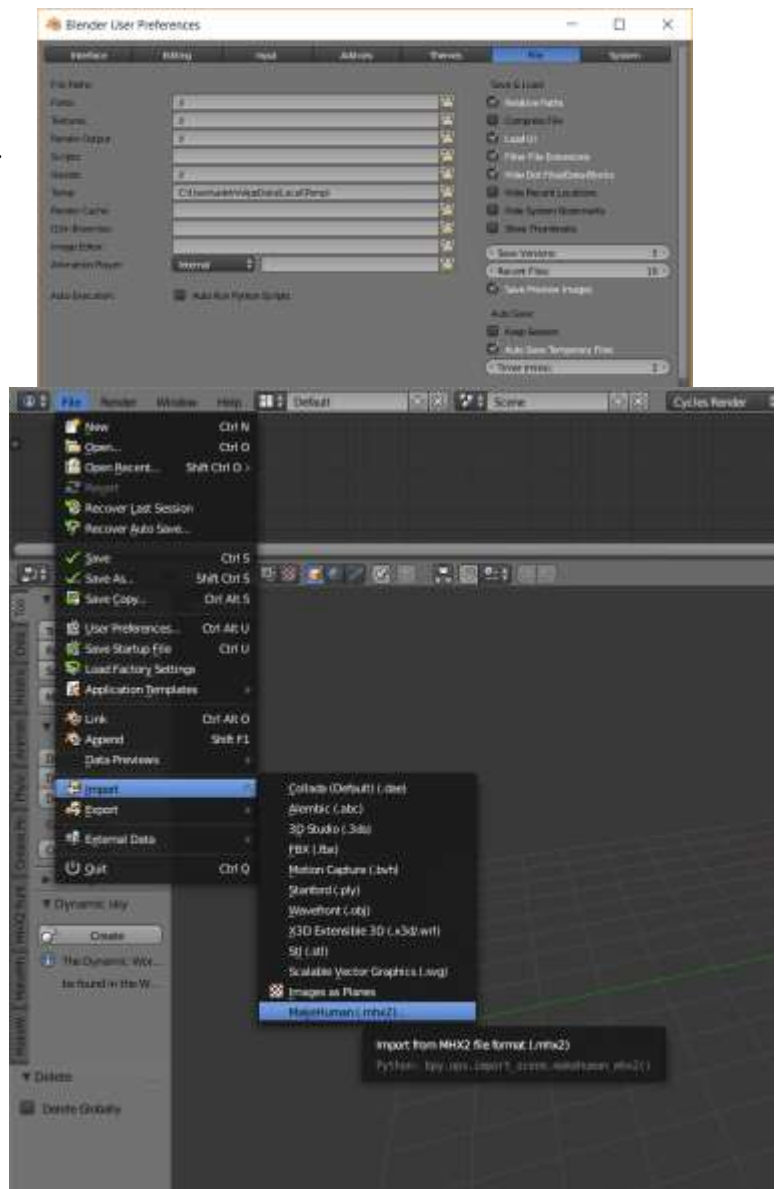 Blender User Preferences
Interface Editing Input Add-ons Themes File System
File Paths:
Save & Load:
Fonts: //
Relative Paths
Textures: //
Compress File
Render Output: //
Load UI
Scripts:
Filter File Extensions
Sounds: //
Hide Dot Files/Data-Blocks
Temp:
Hide Recent Locations
Render Cache:
Hide System Bookmarks
Show Thumbnails
Image Editor:
Save Versions:
Animation Player: Internal
Recent Files: 10
Auto Execution: Auto Run Python Scripts
Save Preview Images
Auto Save:
Keep Session
Auto Save Temporary Files
Timer (mins):
File Render Window Help Default Scene Cycles Render
New Ctrl N
Open... Ctrl O
Open Recent... Shift Ctrl O
Revert
Recover Last Session
Recover Auto Save...
Save Ctrl S
Save As... Shift Ctrl S
Save Copy... Ctrl Alt S
User Preferences... Ctrl Alt U
Save Startup File Ctrl U
Load Factory Settings
Application Templates
Link Ctrl Alt O
Append Shift F1
Data Previews
Import
Export
External Data
Quit Ctrl Q
Collada (Default) (.dae)
Alembic (.abc)
3D Studio (.3ds)
FBX (.fbx)
Motion Capture (.bvh)
Stanford (.ply)
Wavefront (.obj)
X3D Extensible 3D (.x3d/.wrl)
Stl (.stl)
Scalable Vector Graphics (.svg)
Images as Planes
MakeHuman (.mhx2)...
Import from MHX2 file format (.mhx2)
Python: bpy.ops.import_scene.makehuman_mhx2()
Dynamic sky
Create
The Dynamic Wor...
be found in the W...
Delete
Delete Globally